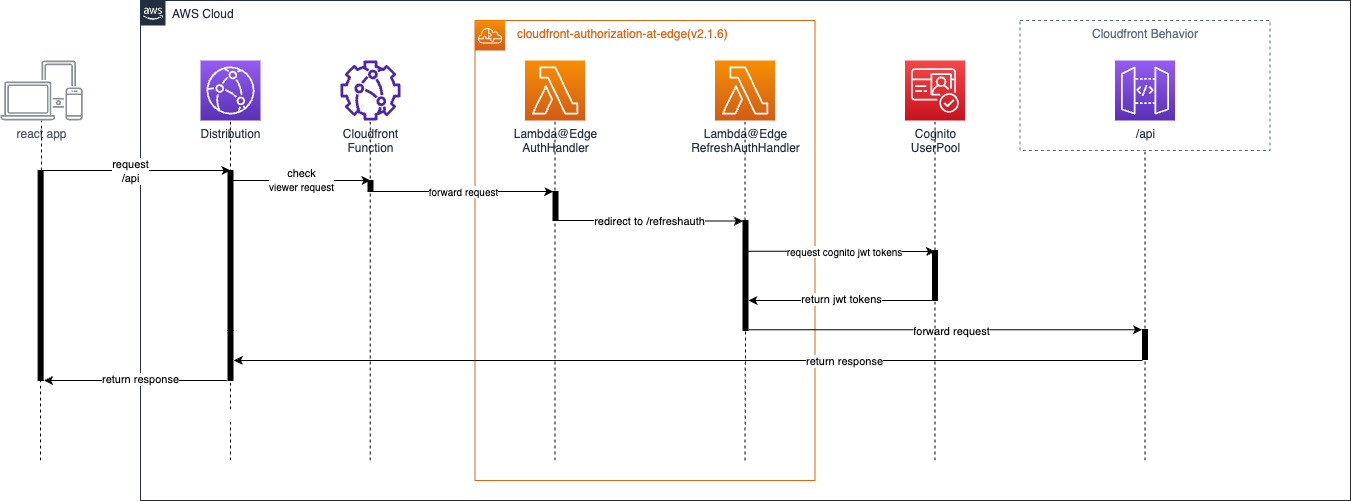 aws
AWS Cloud
cloudfront-authorization-at-edge(v2.1.6)
Cloudfront Behavior
react app
Distribution
Cloudfront
Function
Lambda@Edge
AuthHandler
Lambda@Edge
RefreshAuthHandler
Cognito
UserPool
/api
request
/api
check
viewer request
forward request
redirect to /refreshauth
request cognito jwt tokens
return jwt tokens
forward request
return response
return response